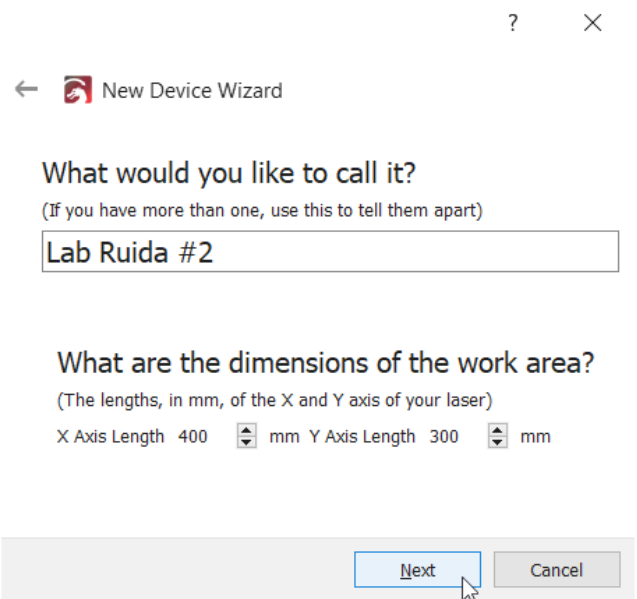 ?
New Device Wizard
What would you like to call it?
(If you have more than one, use this to tell them apart)
Lab Ruida #2
What are the dimensions of the work area?
(The lengths, in mm, of the X and Y axis of your laser)
X Axis Length 400 mm Y Axis Length 300 mm
Next Cancel